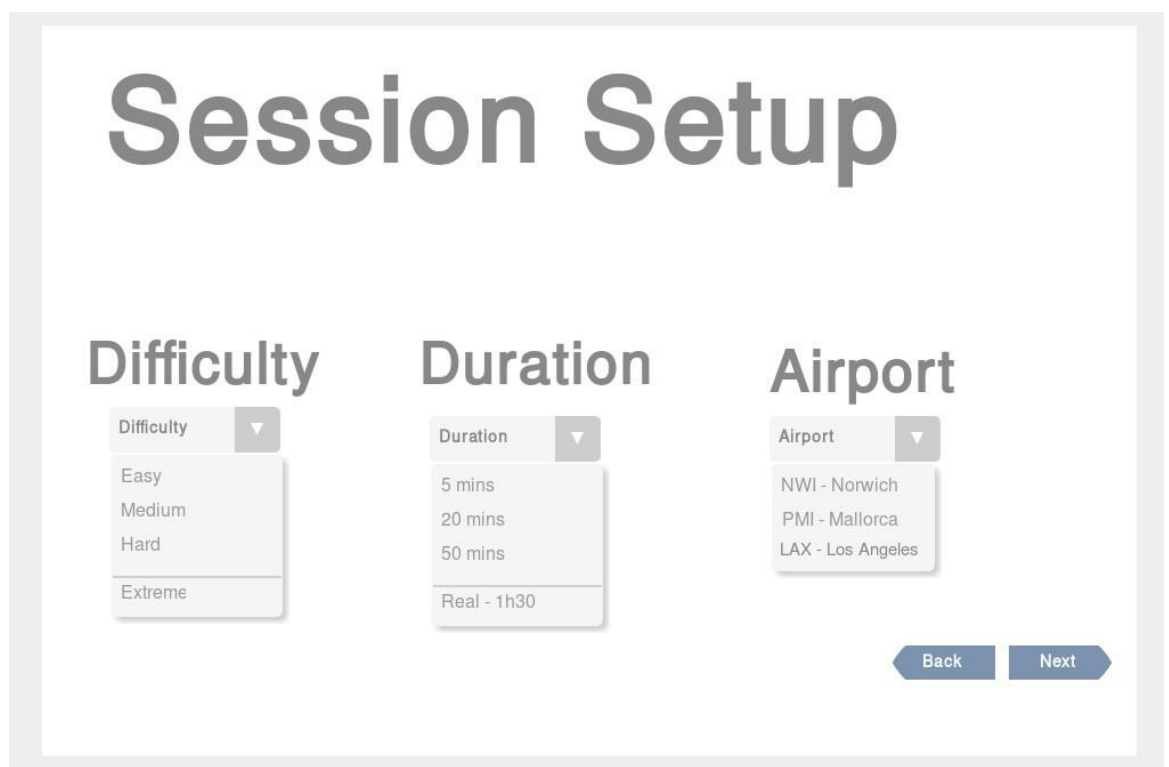 Session Setup
Difficulty
Difficulty
Easy
Medium
Hard
Extreme
Duration
Duration
5 mins
20 mins
50 mins
Real - 1h30
Airport
Airport
NWI - Norwich
PMI - Mallorca
LAX - Los Angeles
Back
Next